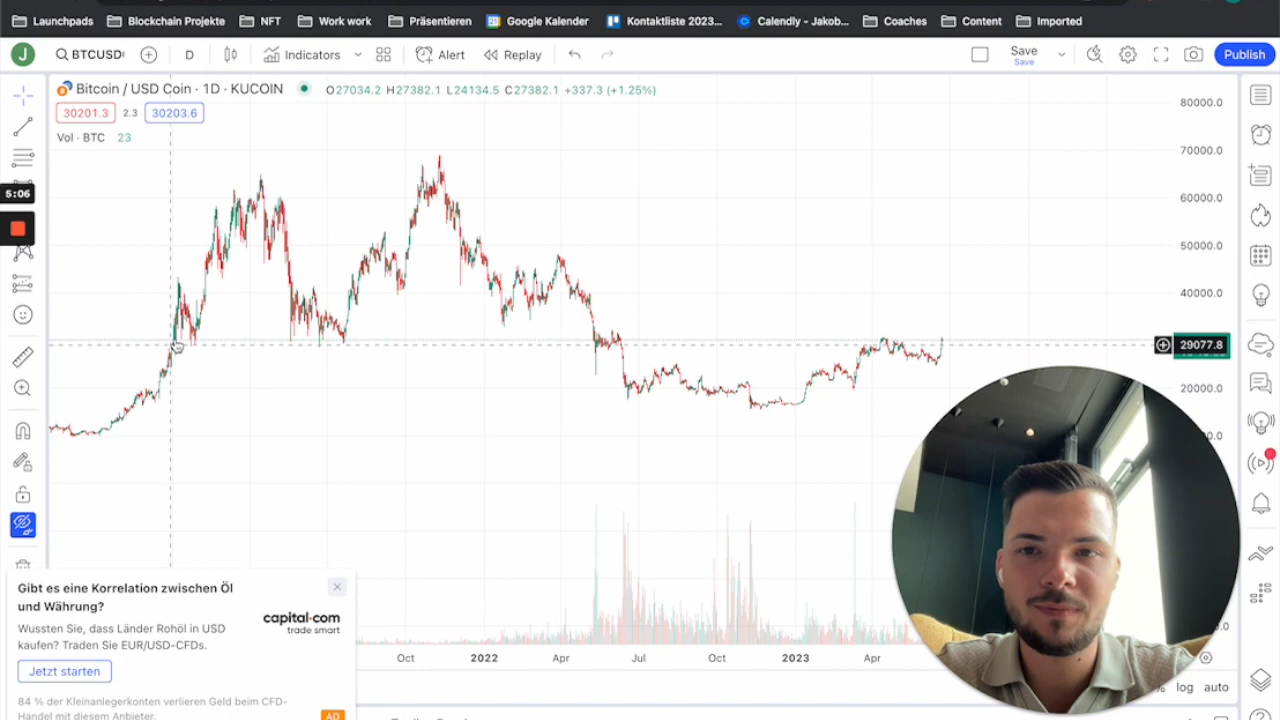 Launchpads Blockchain Projekte NFT Work work Präsentieren Google Kalender Kontaktliste 2023... Calendly - Jakob... Coaches Content Imported
J BTCUSD D Indicators Alert Replay Save Publish
Save
Bitcoin / USD Coin · 1D · KUCOIN O27034.2 H27382.1 L24134.5 C27382.1 +337.3 (+1.25%)
80000.0
30201.3 2.3 30203.6
Vol · BTC 23
70000.0
5:06
60000.0
50000.0
40000.0
29077.8
20000.0
Gibt es eine Korrelation zwischen Öl
und Währung?
capital•com
trade smart
Wussten Sie, dass Länder Rohöl in USD
kaufen? Traden Sie EUR/USD-CFDs.
Oct 2022 Apr Jul Oct 2023 Apr
Jetzt starten
% log auto
84 % der Kleinanlegerkonten verlieren Geld beim CFD-
Handel mit diesem Anbieter.
AD